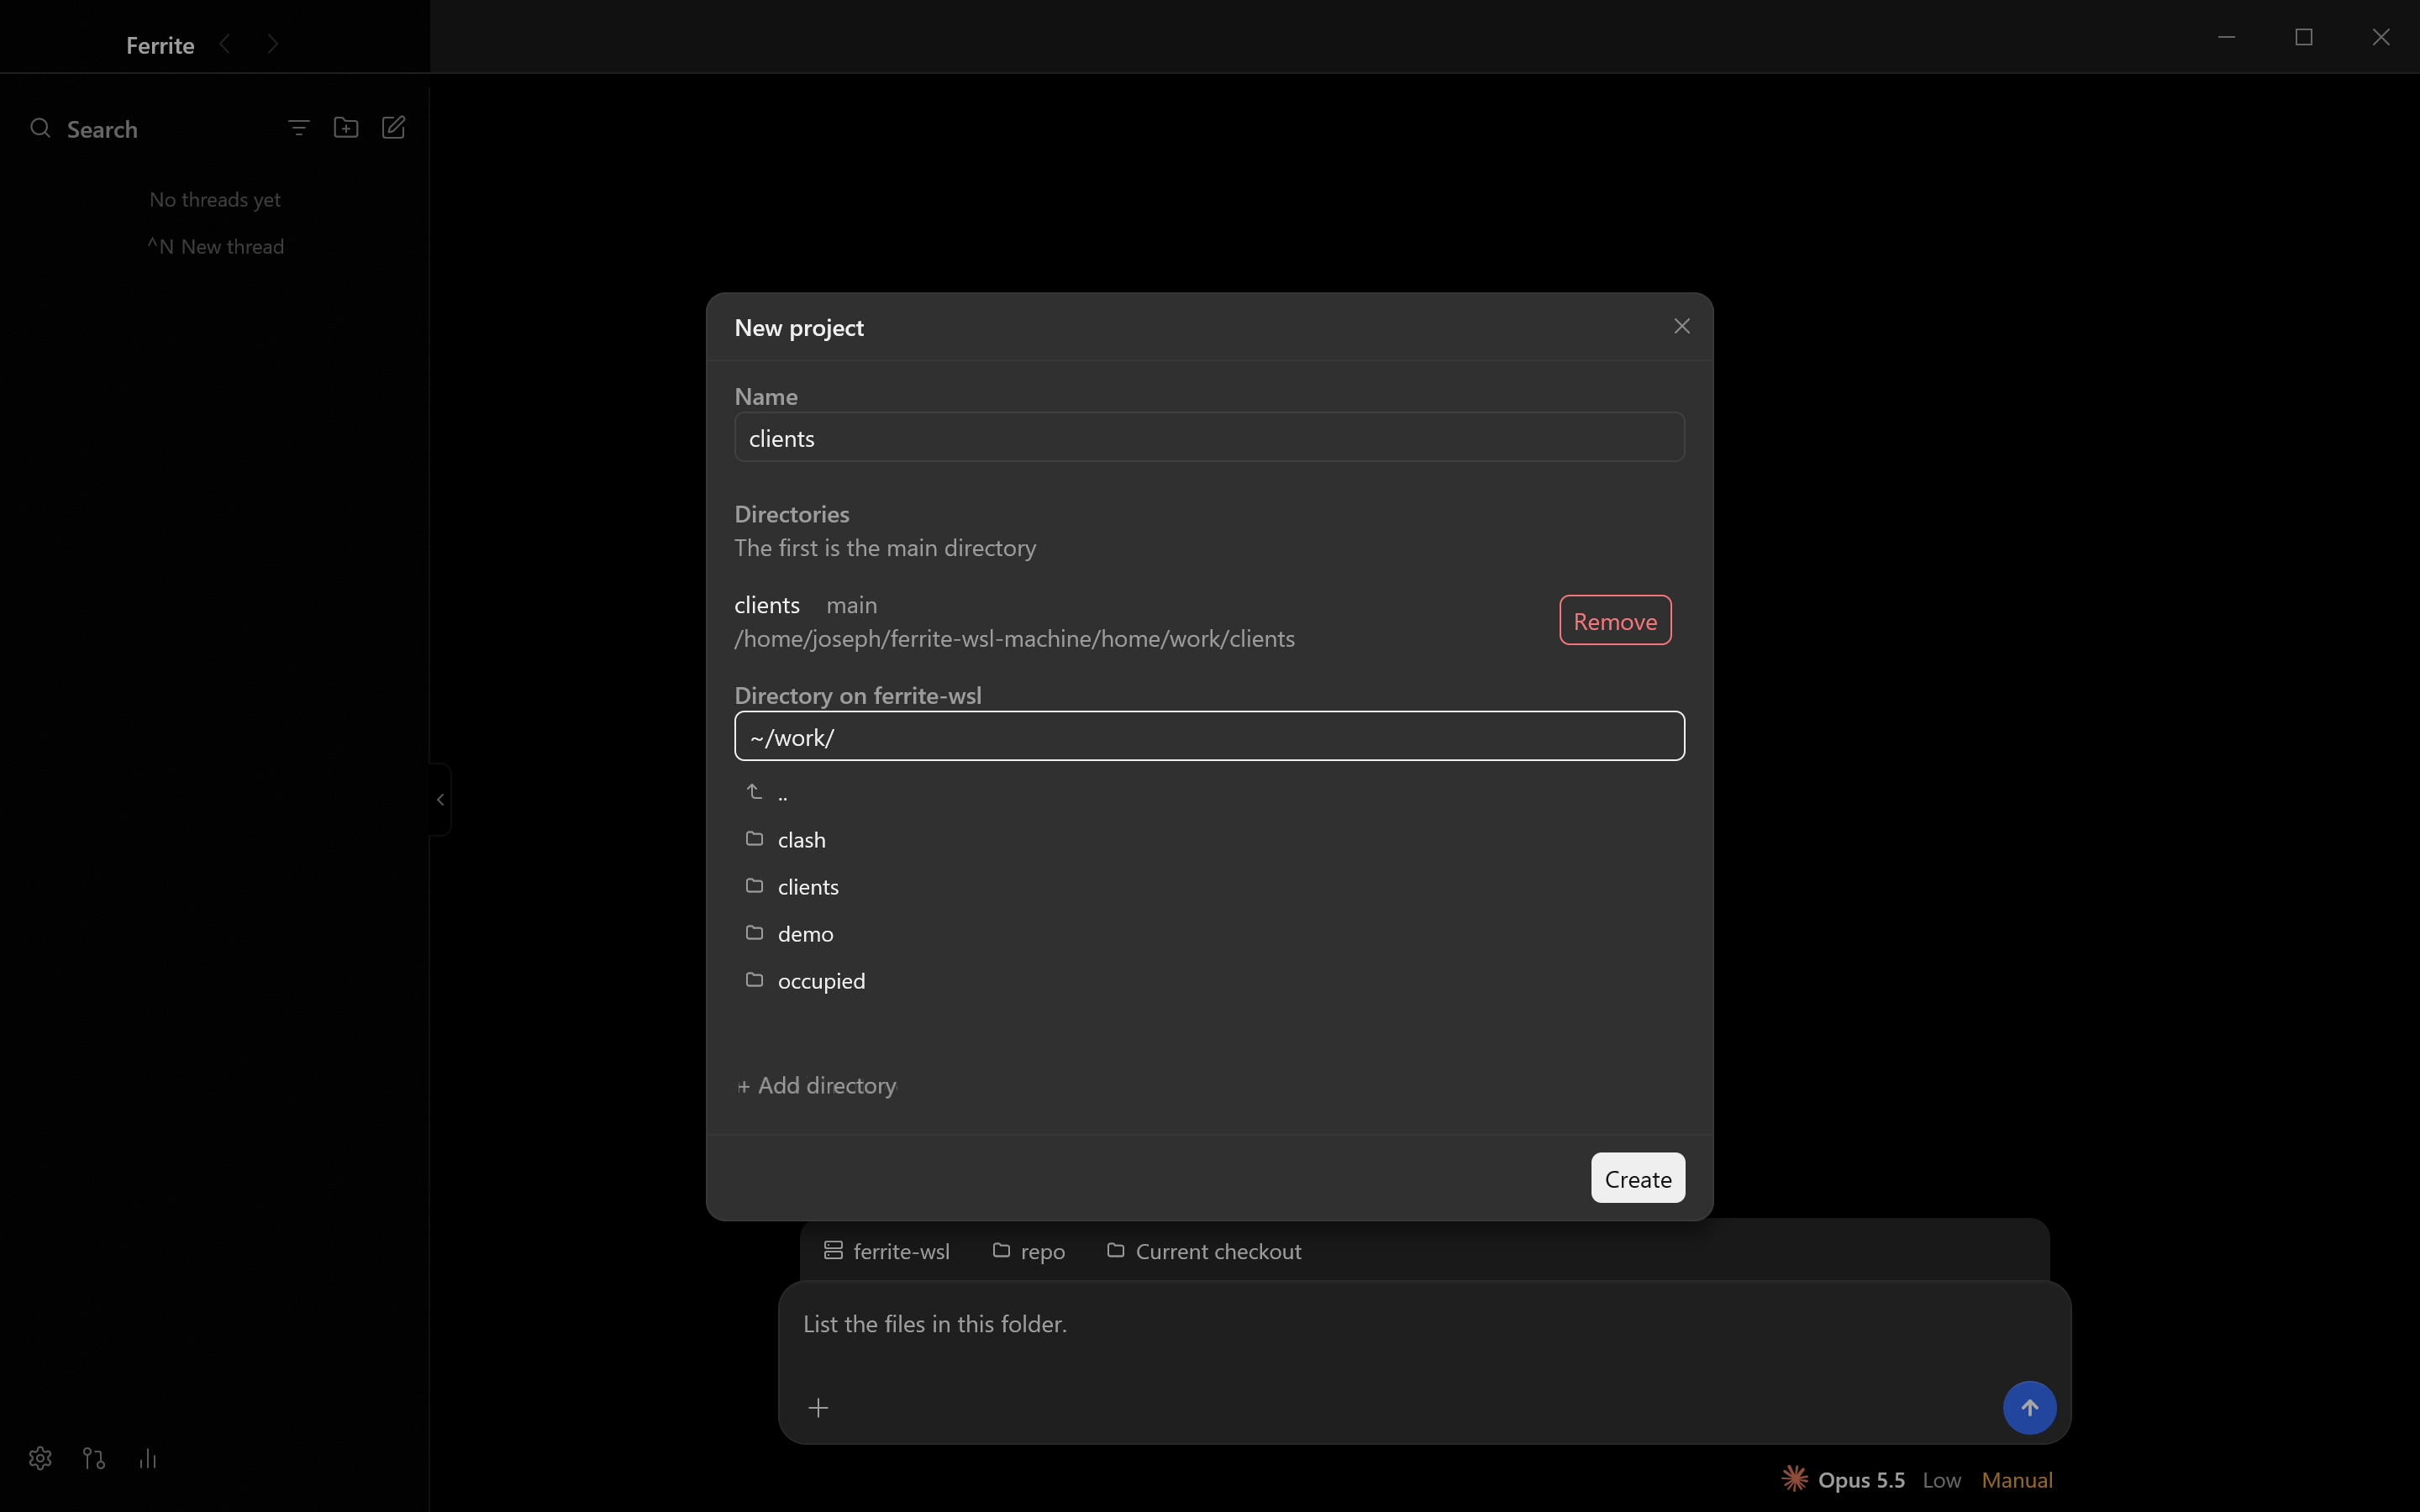 Ferrite
Search
No threads yet
^N New thread
New project
Name
clients
Directories
The first is the main directory
clients main
/home/joseph/ferrite-wsl-machine/home/work/clients
Remove
Directory on ferrite-wsl
~/work/
..
clash
clients
demo
occupied
+ Add directory
Create
ferrite-wsl repo Current checkout
List the files in this folder.
Opus 5.5 Low Manual